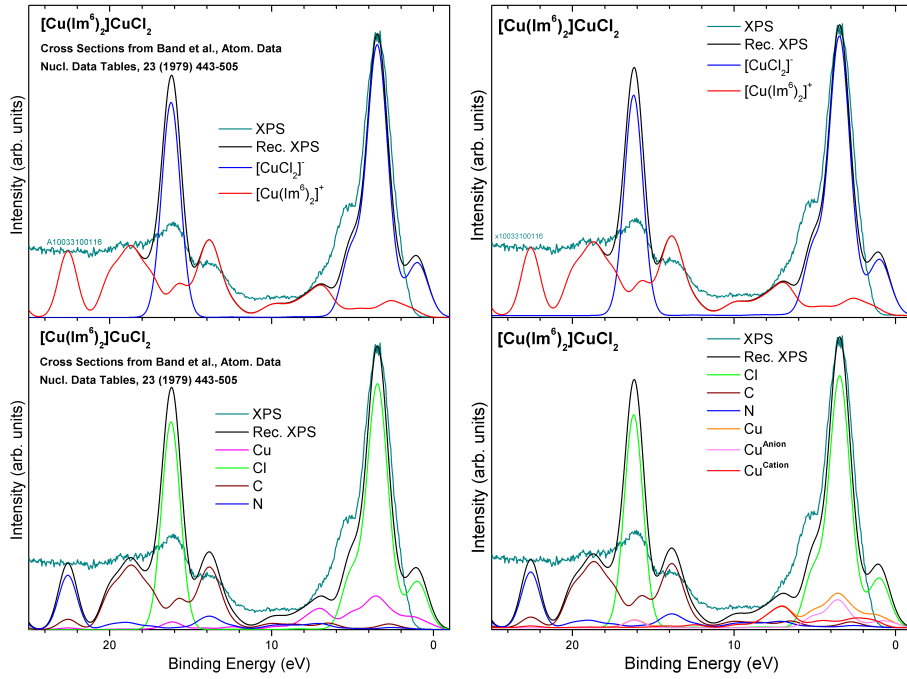 [Cu(Im⁶)₂]CuCl₂
Cross Sections from Band et al., Atom. Data
Nucl. Data Tables, 23 (1979) 443-505
XPS
Rec. XPS
[CuCl₂]⁻
[Cu(Im⁶)₂]⁺
A10033100116
Intensity (arb. units)
[Cu(Im⁶)₂]CuCl₂
XPS
Rec. XPS
[CuCl₂]⁻
[Cu(Im⁶)₂]⁺
x10033100116
Intensity (arb. units)
[Cu(Im⁶)₂]CuCl₂
Cross Sections from Band et al., Atom. Data
Nucl. Data Tables, 23 (1979) 443-505
XPS
Rec. XPS
Cu
Cl
C
N
Intensity (arb. units)
20 10 0
Binding Energy (eV)
[Cu(Im⁶)₂]CuCl₂
XPS
Rec. XPS
Cl
C
N
Cu
Cuᴬⁿⁱᵒⁿ
Cuᶜᵃᵗⁱᵒⁿ
Intensity (arb. units)
20 10 0
Binding Energy (eV)